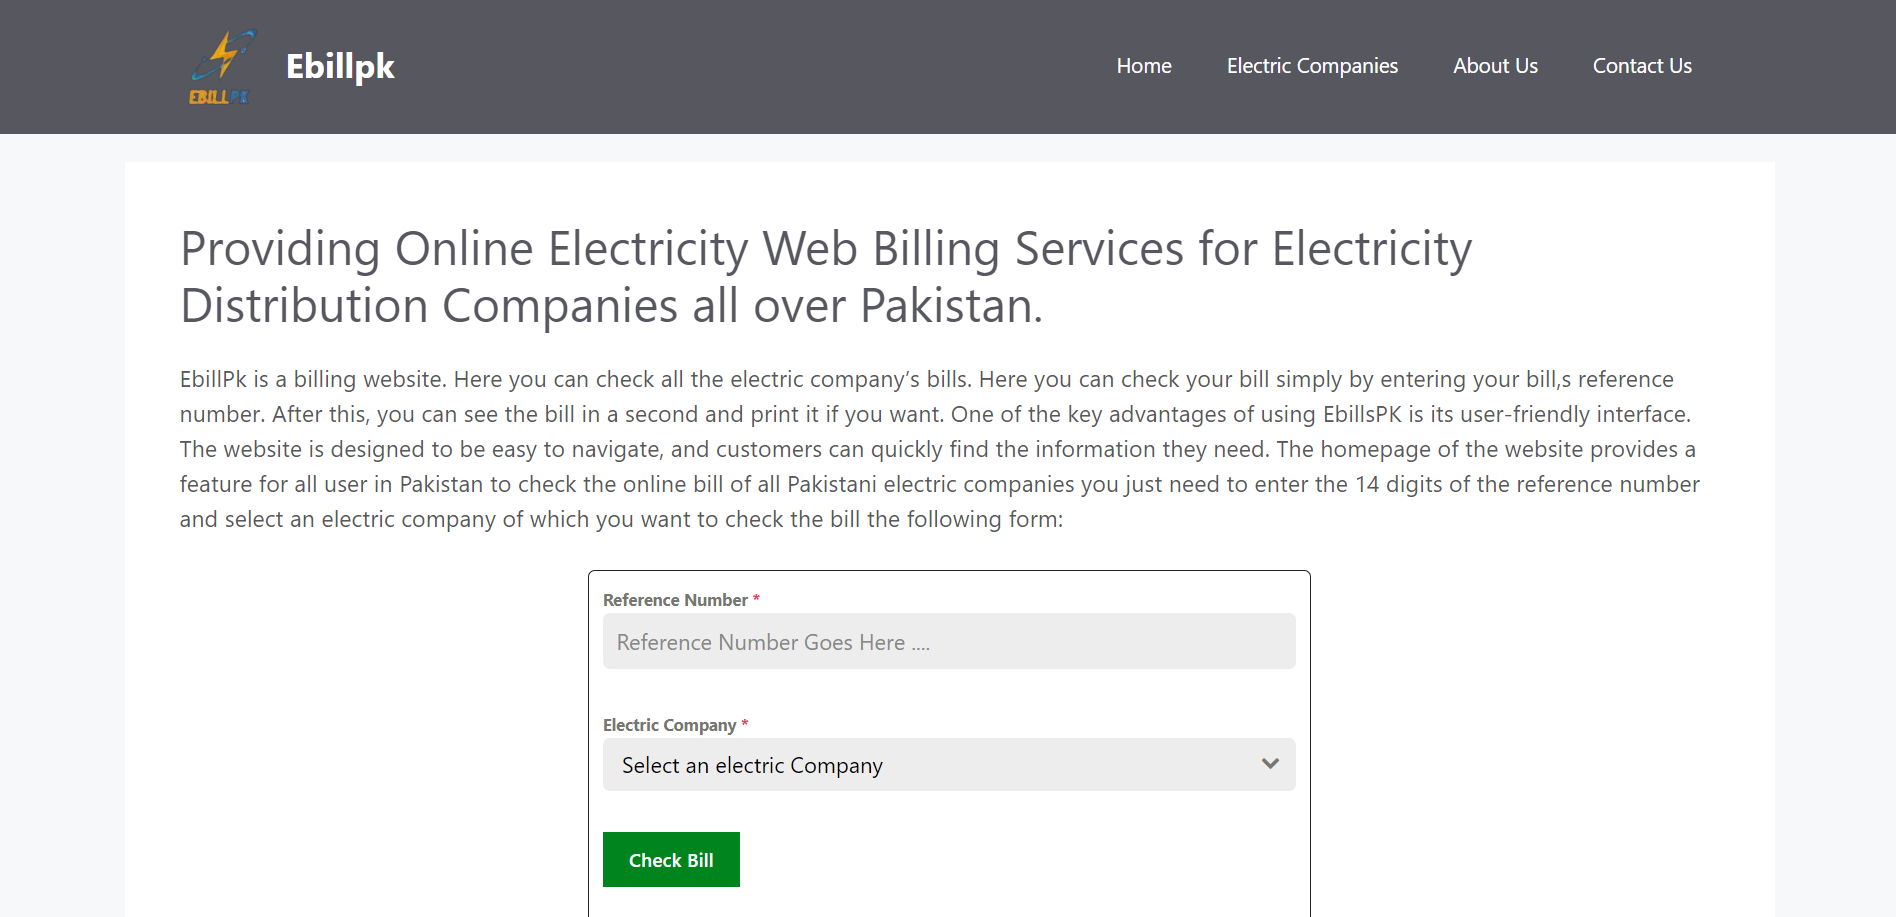 EBILLPK
Ebillpk
Home
Electric Companies
About Us
Contact Us
Providing Online Electricity Web Billing Services for Electricity
Distribution Companies all over Pakistan.
EbillPk is a billing website. Here you can check all the electric company’s bills. Here you can check your bill simply by entering your bill,s reference
number. After this, you can see the bill in a second and print it if you want. One of the key advantages of using EbillsPK is its user-friendly interface.
The website is designed to be easy to navigate, and customers can quickly find the information they need. The homepage of the website provides a
feature for all user in Pakistan to check the online bill of all Pakistani electric companies you just need to enter the 14 digits of the reference number
and select an electric company of which you want to check the bill the following form:
Reference Number *
Reference Number Goes Here ....
Electric Company *
Select an electric Company
Check Bill